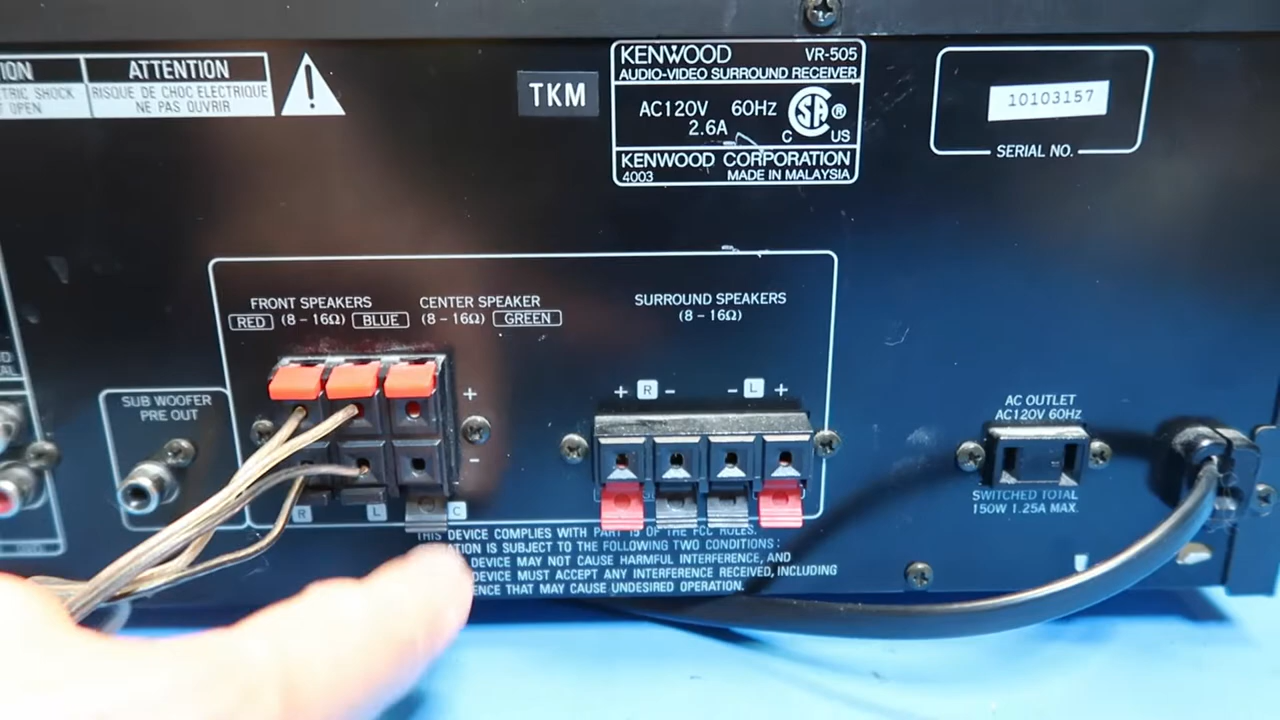 ATTENTION
RISQUE DE CHOC ELECTRIQUE
NE PAS OUVRIR
SHOCK
OPEN
TKM
KENWOOD VR-505
AUDIO-VIDEO SURROUND RECEIVER
AC120V 60Hz
2.6A
C SA ® US
KENWOOD CORPORATION
4003 MADE IN MALAYSIA
10103157
SERIAL NO.
FRONT SPEAKERS CENTER SPEAKER
RED (8–16Ω) BLUE (8–16Ω) GREEN
SURROUND SPEAKERS
(8–16Ω)
+ R − − L +
+
−
R L C
SUB WOOFER
PRE OUT
AC OUTLET
AC120V 60Hz
SWITCHED TOTAL
150W 1.25A MAX.
THIS DEVICE COMPLIES WITH PART 15 OF THE FCC RULES.
IS SUBJECT TO THE FOLLOWING TWO CONDITIONS :
DEVICE MAY NOT CAUSE HARMFUL INTERFERENCE, AND
DEVICE MUST ACCEPT ANY INTERFERENCE RECEIVED, INCLUDING
THAT MAY CAUSE UNDESIRED OPERATION.